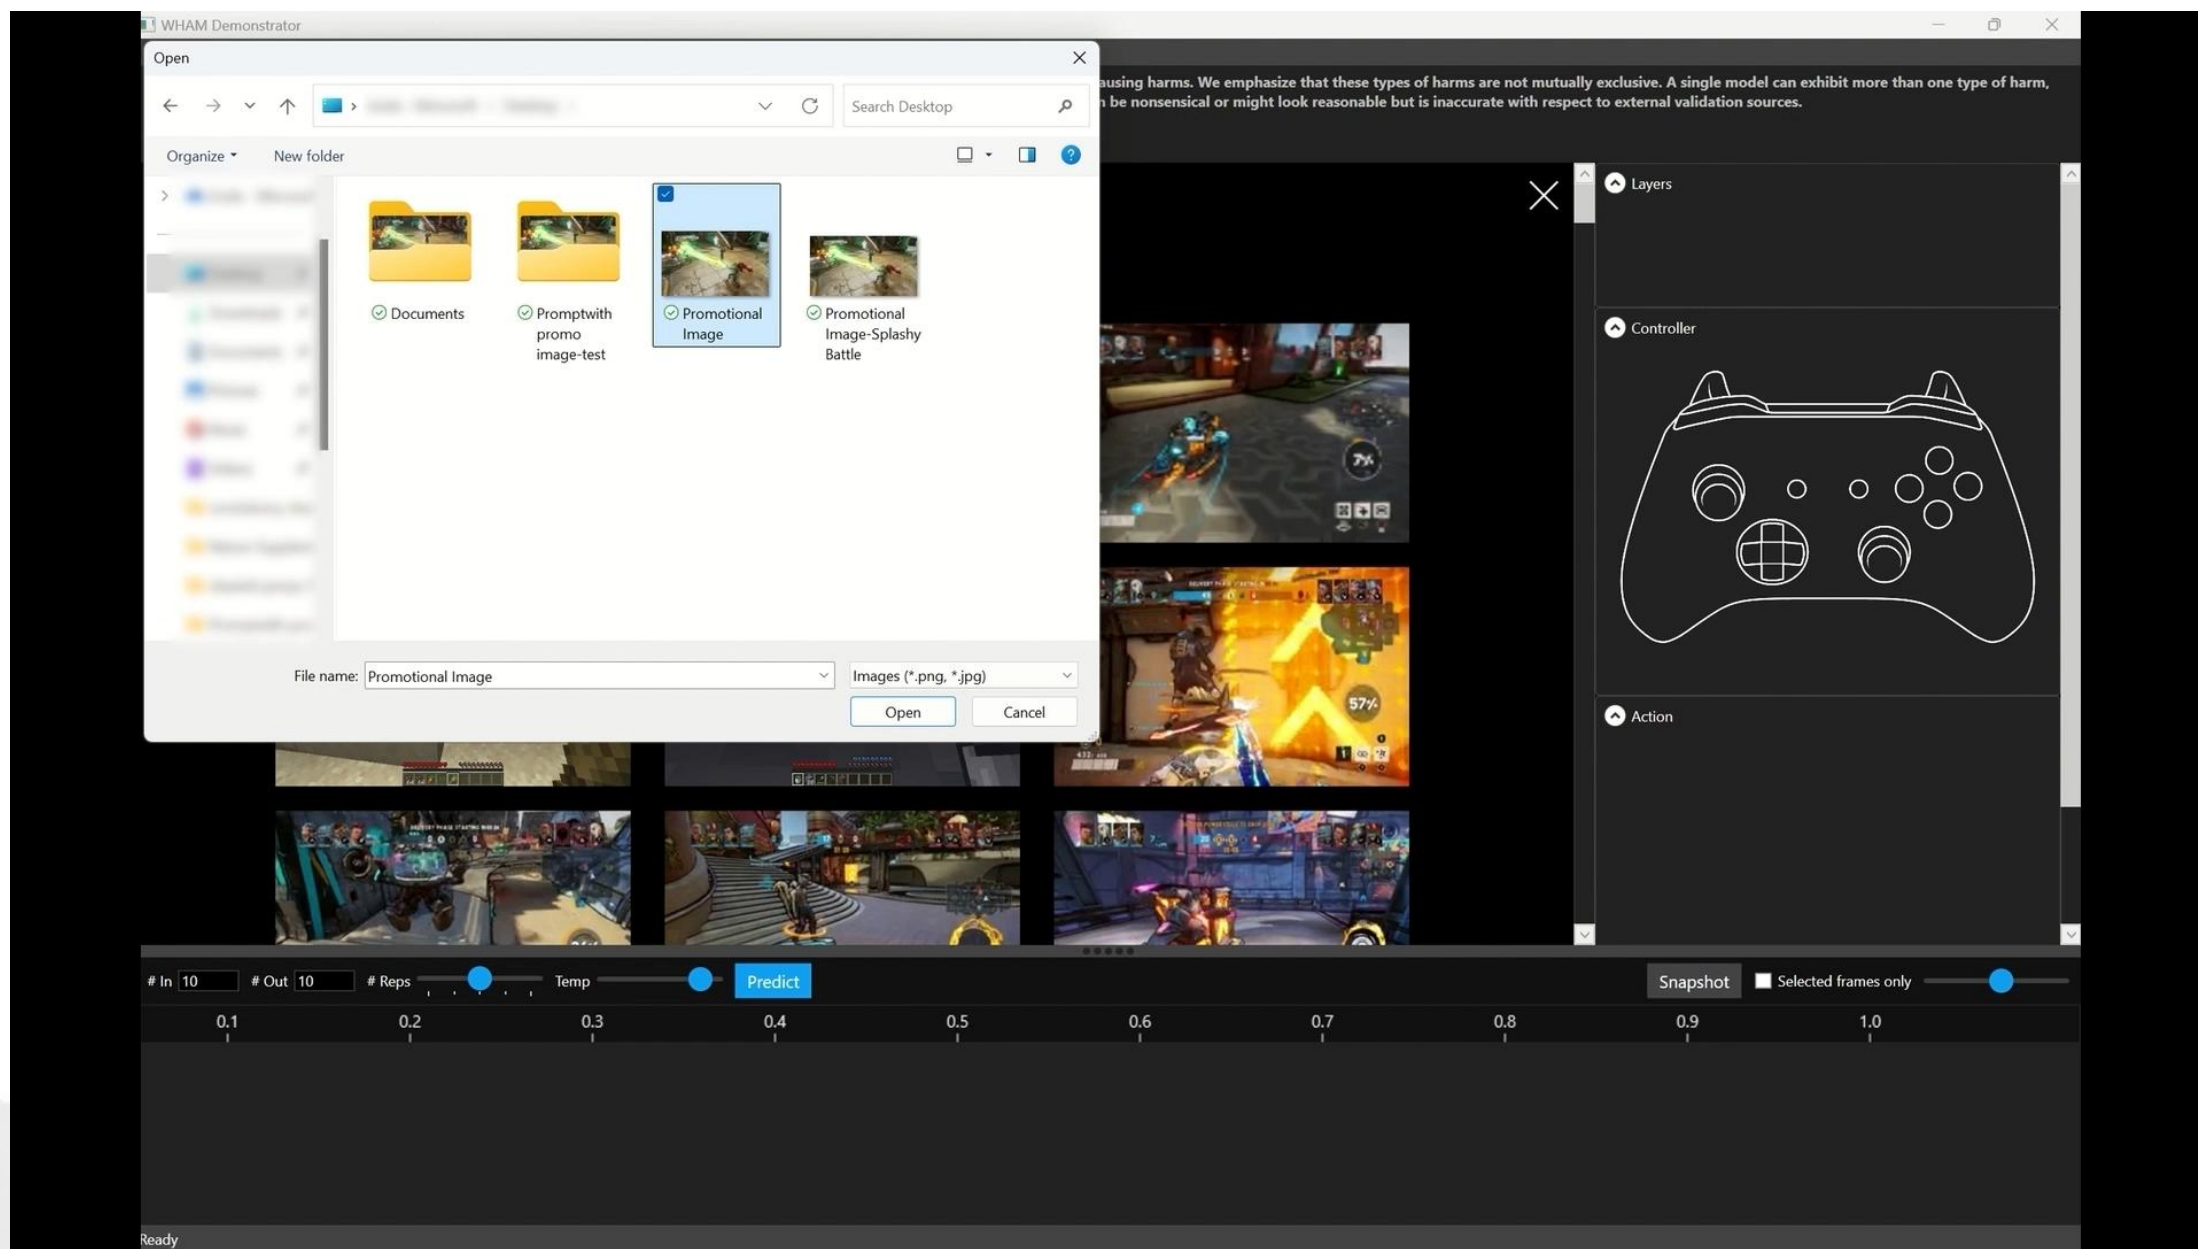 WHAM Demonstrator
Open
ausing harms. We emphasize that these types of harms are not mutually exclusive. A single model can exhibit more than one type of harm,
be nonsensical or might look reasonable but is inaccurate with respect to external validation sources.
Search Desktop
Organize
New folder
Documents
Promptwith
promo
image-test
Promotional
Image
Promotional
Image-Splashy
Battle
File name: Promotional Image
Images (*.png, *.jpg)
Open
Cancel
Layers
Controller
Action
7%
57%
# In 10
# Out 10
# Reps
Temp
Predict
Snapshot
Selected frames only
0.1 0.2 0.3 0.4 0.5 0.6 0.7 0.8 0.9 1.0
Ready